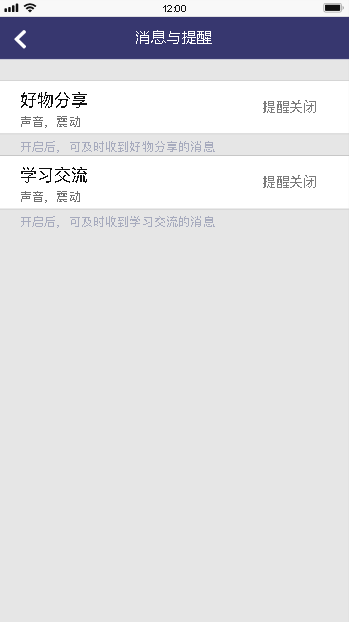 12:00
消息与提醒
好物分享
提醒关闭
声音，震动
开启后，可及时收到好物分享的消息
学习交流
提醒关闭
声音，震动
开启后，可及时收到学习交流的消息